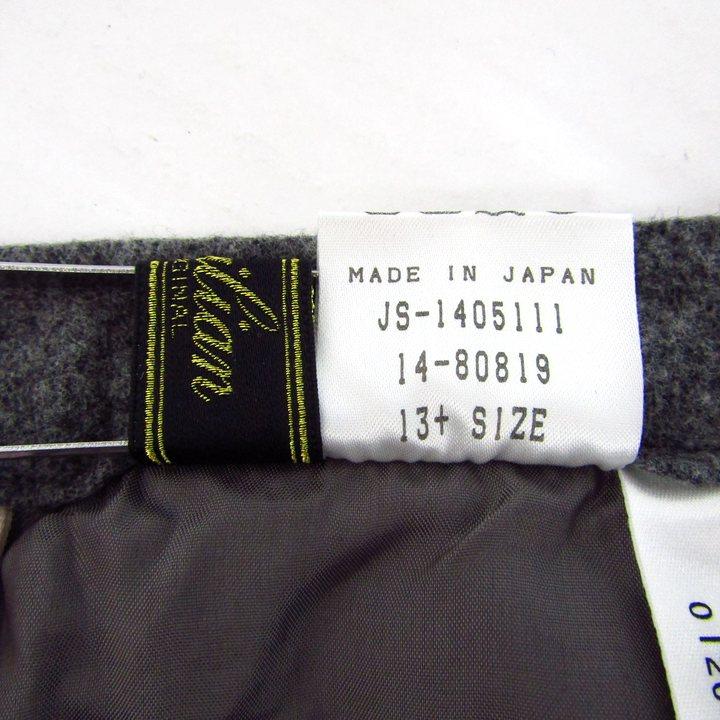 MADE IN JAPAN
JS-1405111
14-80819
13+ SIZE